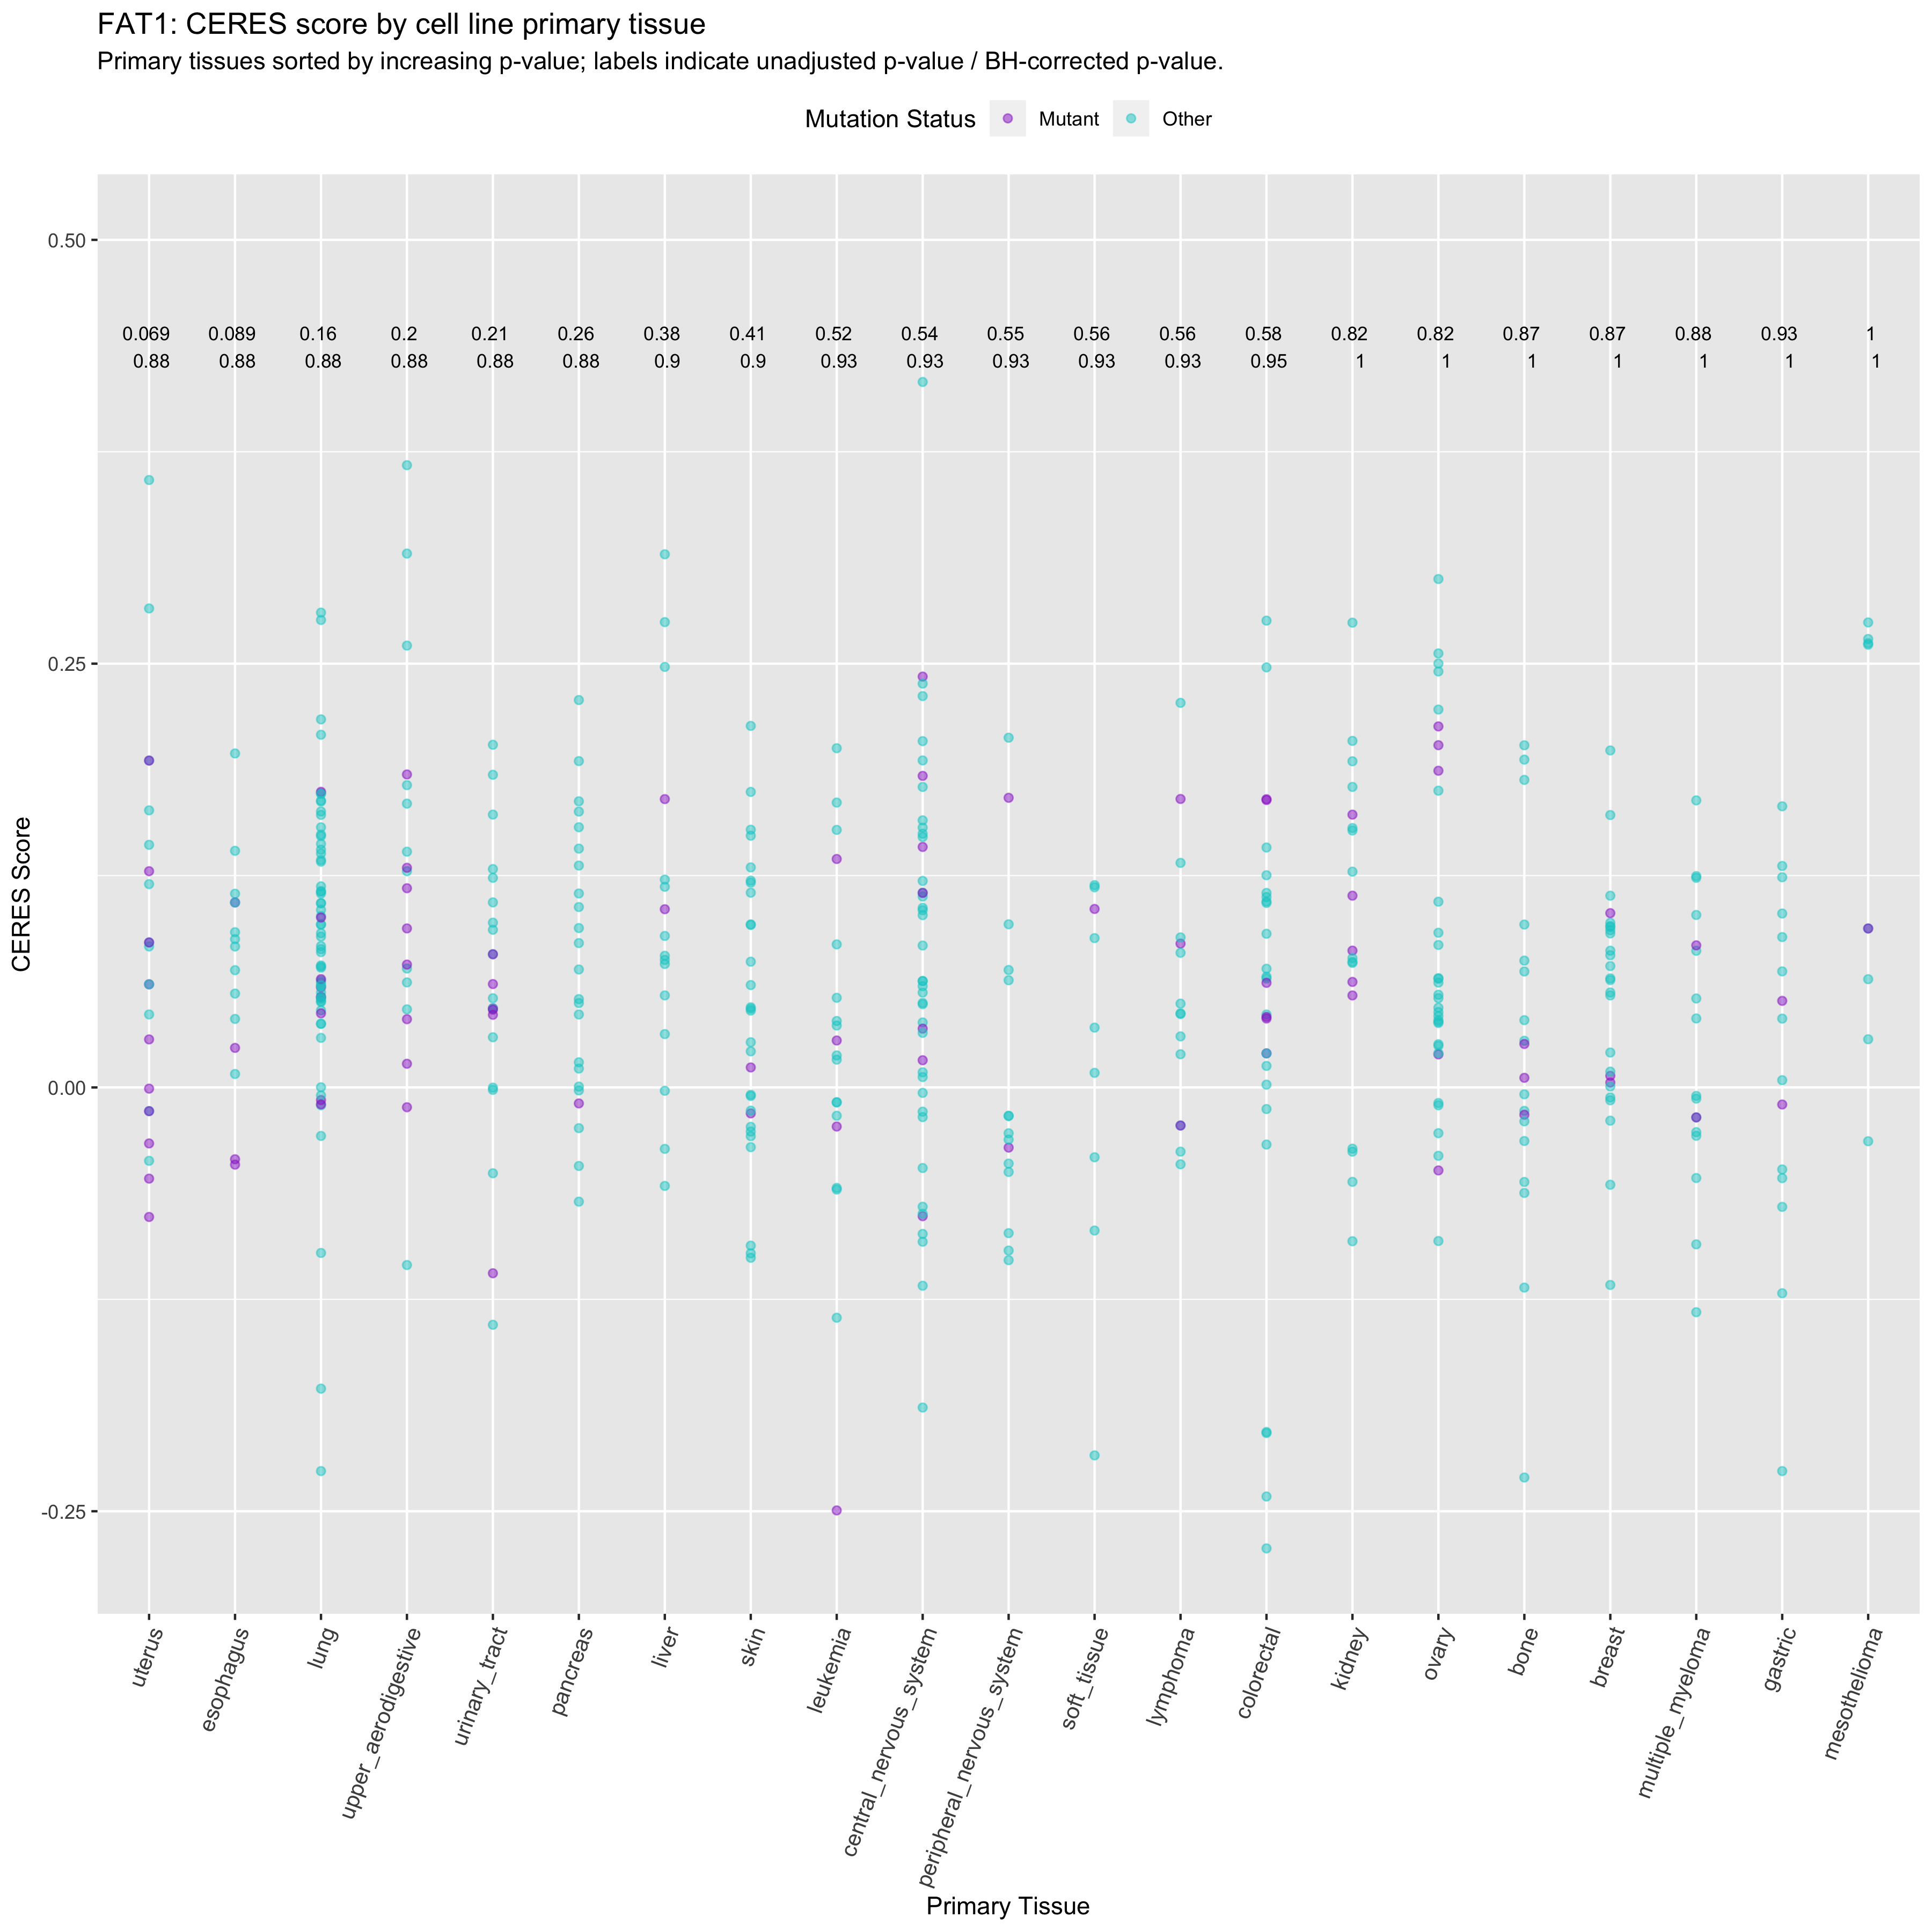 FAT1: CERES score by cell line primary tissue
Primary tissues sorted by increasing p-value; labels indicate unadjusted p-value / BH-corrected p-value.
Mutation Status Mutant Other
0.069 0.089 0.16 0.2 0.21 0.26 0.38 0.41 0.52 0.54 0.55 0.56 0.56 0.58 0.82 0.82 0.87 0.87 0.88 0.93 1
0.88 0.88 0.88 0.88 0.88 0.88 0.9 0.9 0.93 0.93 0.93 0.93 0.93 0.95 1 1 1 1 1 1 1
CERES Score
0.50
0.25
0.00
-0.25
uterus
esophagus
lung
upper_aerodigestive
urinary_tract
pancreas
liver
skin
leukemia
central_nervous_system
peripheral_nervous_system
soft_tissue
lymphoma
colorectal
kidney
ovary
bone
breast
multiple_myeloma
gastric
mesothelioma
Primary Tissue